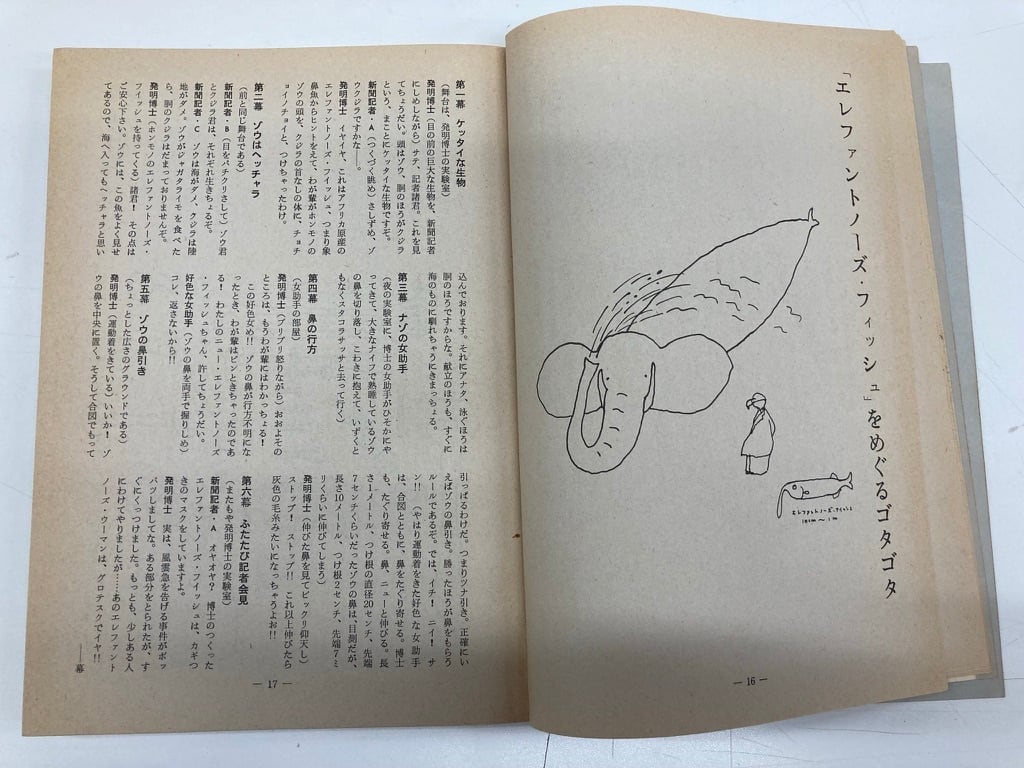 「エレファントノーズ・フィッシュ」をめぐるゴタゴタ
エレファントノーズ・フィッシュ
10cm〜1m
— 16 —
第一幕 ケッタイな生物
(舞台は、発明博士の実験室)
発明博士(目の前の巨大な生物を、新聞記者
にしめしながら)サテ、記者諸君。これを見
てちょうだい。頭はゾウ、胴のほうがクジラ
という、まことにケッタイな生物ですぞ。
新聞記者・A(つくづく眺め)さしずめ、ゾ
ウクジラですかな——。
発明博士 イヤイヤ、これはアフリカ原産の
エレファントノーズ・フィッシュ、つまり象
鼻魚からヒントをえて、わが輩がホンモノの
ゾウの頭を、クジラの首なしの体に、チョチ
ョイノチョイと、つけちゃったわけ。
第二幕 ゾウはヘッチャラ
(前と同じ舞台である)
新聞記者・B(目をパチクリさして)ゾウ君
とクジラ君は、それぞれ生きちょるぞ。
新聞記者・C ゾウは海がダメ、クジラは陸
地がダメ。ゾウがジャガタライモを食べた
ら、胴のクジラはだまっておりませんぞ。
発明博士(ホンモノのエレファントノーズ・
フィッシュを持ってくる)諸君! その点は
ご安心下さい。ゾウには、この魚をよく見せ
てあるので、海へ入ってもヘッチャラと思い
込んでおります。それにアナタ、泳ぐほうは
胴のほうですからな。献立のほうも、すぐに
海のものに馴れちゃうにきまっちょる。
第三幕 ナゾの女助手
(夜の実験室に、博士の女助手がひそかにや
ってきて、大きなナイフで熟睡しているゾウ
の鼻を切り落し、こわきに抱えて、いずくと
もなくスタコラサッサと去って行く)
第四幕 鼻の行方
(女助手の部屋)
発明博士(プリプリ怒りながら)おおよその
ところは、もうわが輩にはわかっちょる!
この好色女め!! ゾウの鼻が行方不明にな
ったとき、わが輩はピンときちゃったのであ
る! わたしのニュー・エレファントノーズ
・フィッシュちゃん、許してちょうだい。
好色な女助手(ゾウの鼻を両手で握りしめ)
コレ、返さないから!!
第五幕 ゾウの鼻引き
(ちょっとした広さのグラウンドである)
発明博士(運動着をきている)いいか! ゾ
ウの鼻を中央に置く。そうして合図でもって
引っぱるわけだ。つまりツナ引き。正確にい
えばゾウの鼻引き。勝ったほうが鼻をもらう
ルールであるぞ。では、イチ! ニイ! サ
ン!! (やはり運動着をきた好色な女助手
は、合図とともに、鼻をたぐり寄せる。博士
も、たぐり寄せる。鼻、ニューと伸びる。長
さ1メートル、つけ根の直径20センチ、先端
7センチくらいだったゾウの鼻は、目測だが、
長さ10メートル、つけ根2センチ、先端7ミ
リくらいに伸びてしまう)
発明博士(伸びた鼻を見てビックリ仰天し)
ストップ! ストップ!! これ以上伸びたら
灰色の毛糸みたいになっちゃうよお!!
第六幕 ふたたび記者会見
(またもや発明博士の実験室)
新聞記者・A オヤオヤ? 博士のつくった
エレファントノーズ・フィッシュは、カギつ
きのマスクをしていますよ。
発明博士 実は、風雲急を告げる事件がボッ
パツしましてな、ある部分をとられたが、す
ぐにくっつけました。もっとも、少しある人
にわけてやりましたが……あのエレファント
ノーズ・ウーマンは、グロテスクでイヤ!!
——幕
— 17 —